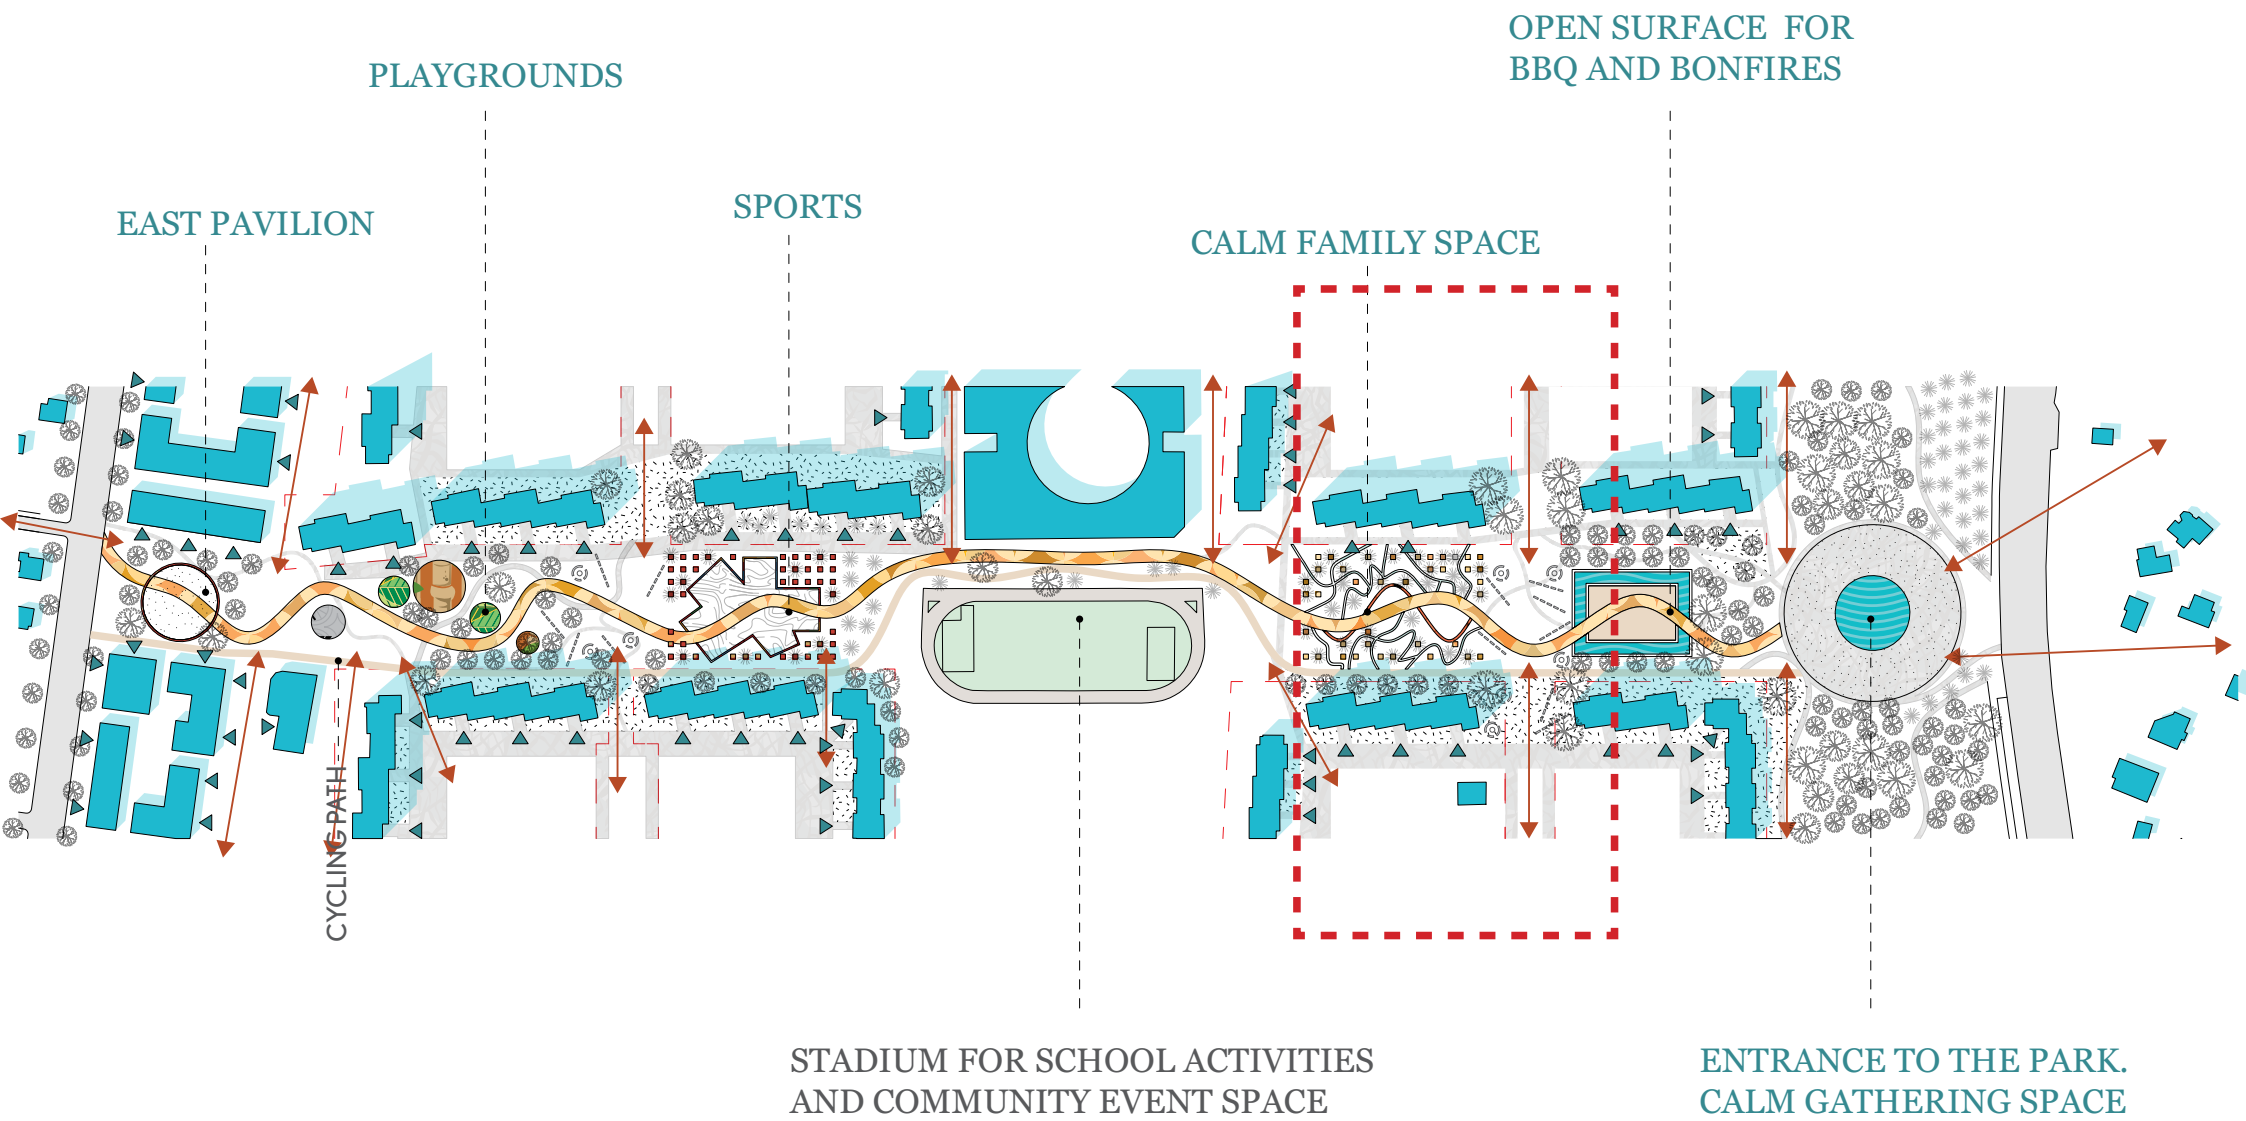 OPEN SURFACE FOR
BBQ AND BONFIRES
PLAYGROUNDS
SPORTS
EAST PAVILION
CALM FAMILY SPACE
CYCLING PATH
STADIUM FOR SCHOOL ACTIVITIES
AND COMMUNITY EVENT SPACE
ENTRANCE TO THE PARK.
CALM GATHERING SPACE